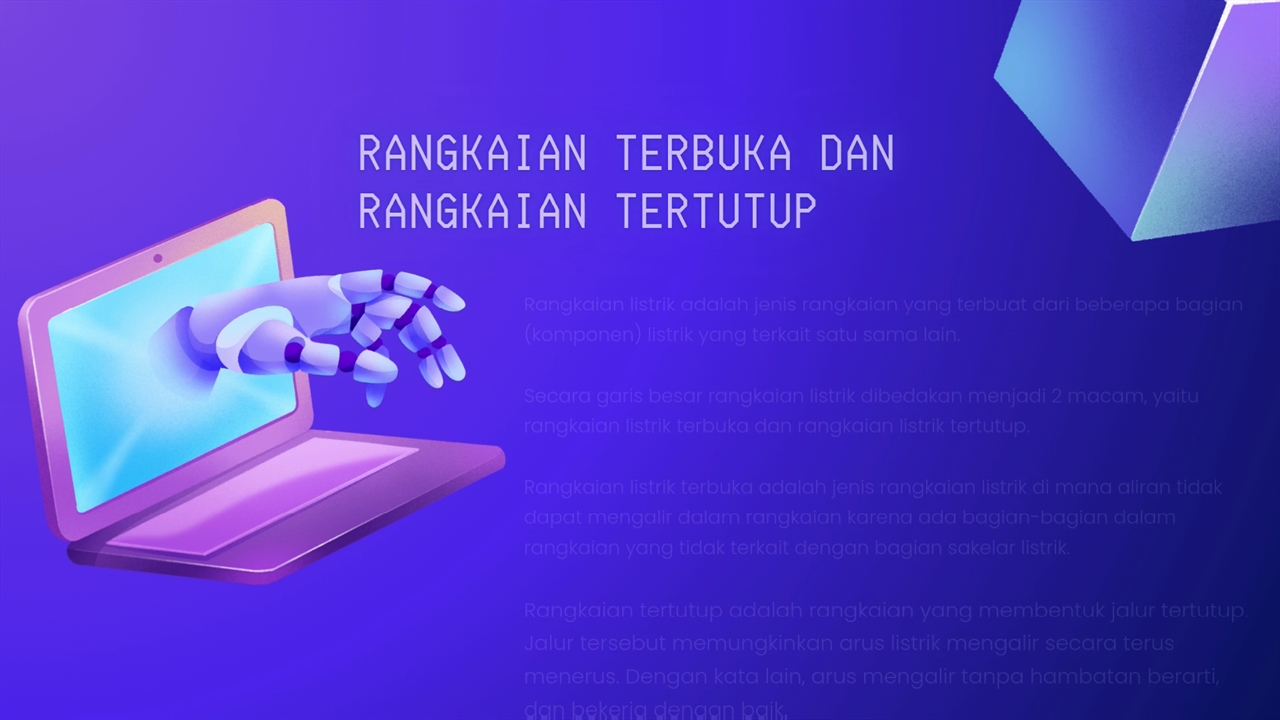 RANGKAIAN TERBUKA DAN
RANGKAIAN TERTUTUP
Rangkaian listrik adalah jenis rangkaian yang terbuat dari beberapa bagian
(komponen) listrik yang terkait satu sama lain.
Secara garis besar rangkaian listrik dibedakan menjadi 2 macam, yaitu
rangkaian listrik terbuka dan rangkaian listrik tertutup.
Rangkaian listrik terbuka adalah jenis rangkaian listrik di mana aliran tidak
dapat mengalir dalam rangkaian karena ada bagian-bagian dalam
rangkaian yang tidak terkait dengan bagian sakelar listrik.
Rangkaian tertutup adalah rangkaian yang membentuk jalur tertutup.
Jalur tersebut memungkinkan arus listrik mengalir secara terus
menerus. Dengan kata lain, arus mengalir tanpa hambatan berarti,
dan bekerja dengan baik.